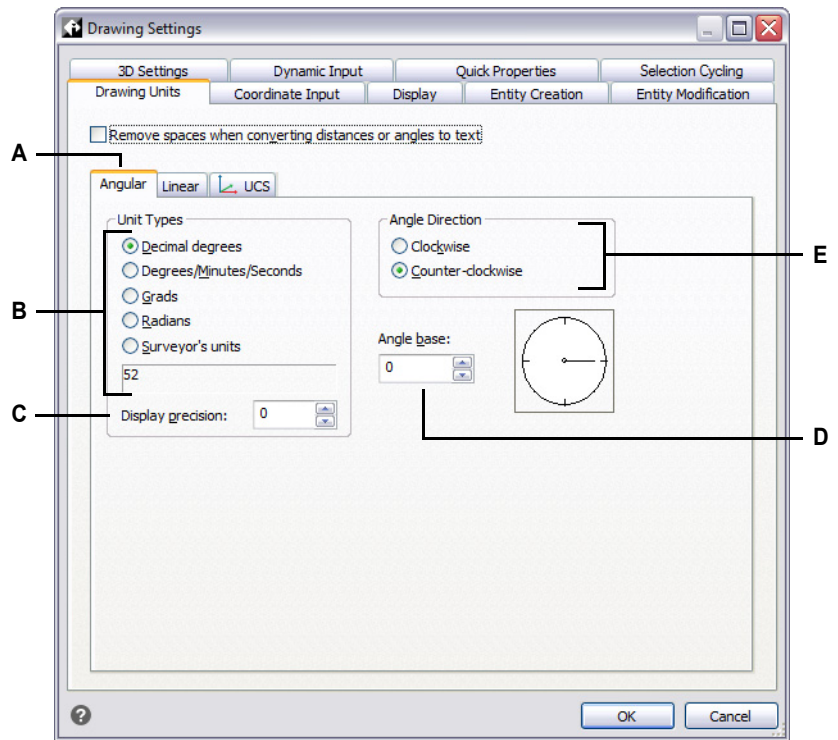 Drawing Settings
3D Settings Dynamic Input Quick Properties Selection Cycling
Drawing Units Coordinate Input Display Entity Creation Entity Modification
Remove spaces when converting distances or angles to text
A
Angular Linear UCS
Unit Types Angle Direction
Decimal degrees Clockwise
E
Degrees/Minutes/Seconds Counter-clockwise
Grads
B
Radians
Surveyor's units Angle base:
52 0
C Display precision: 0
D
? OK Cancel